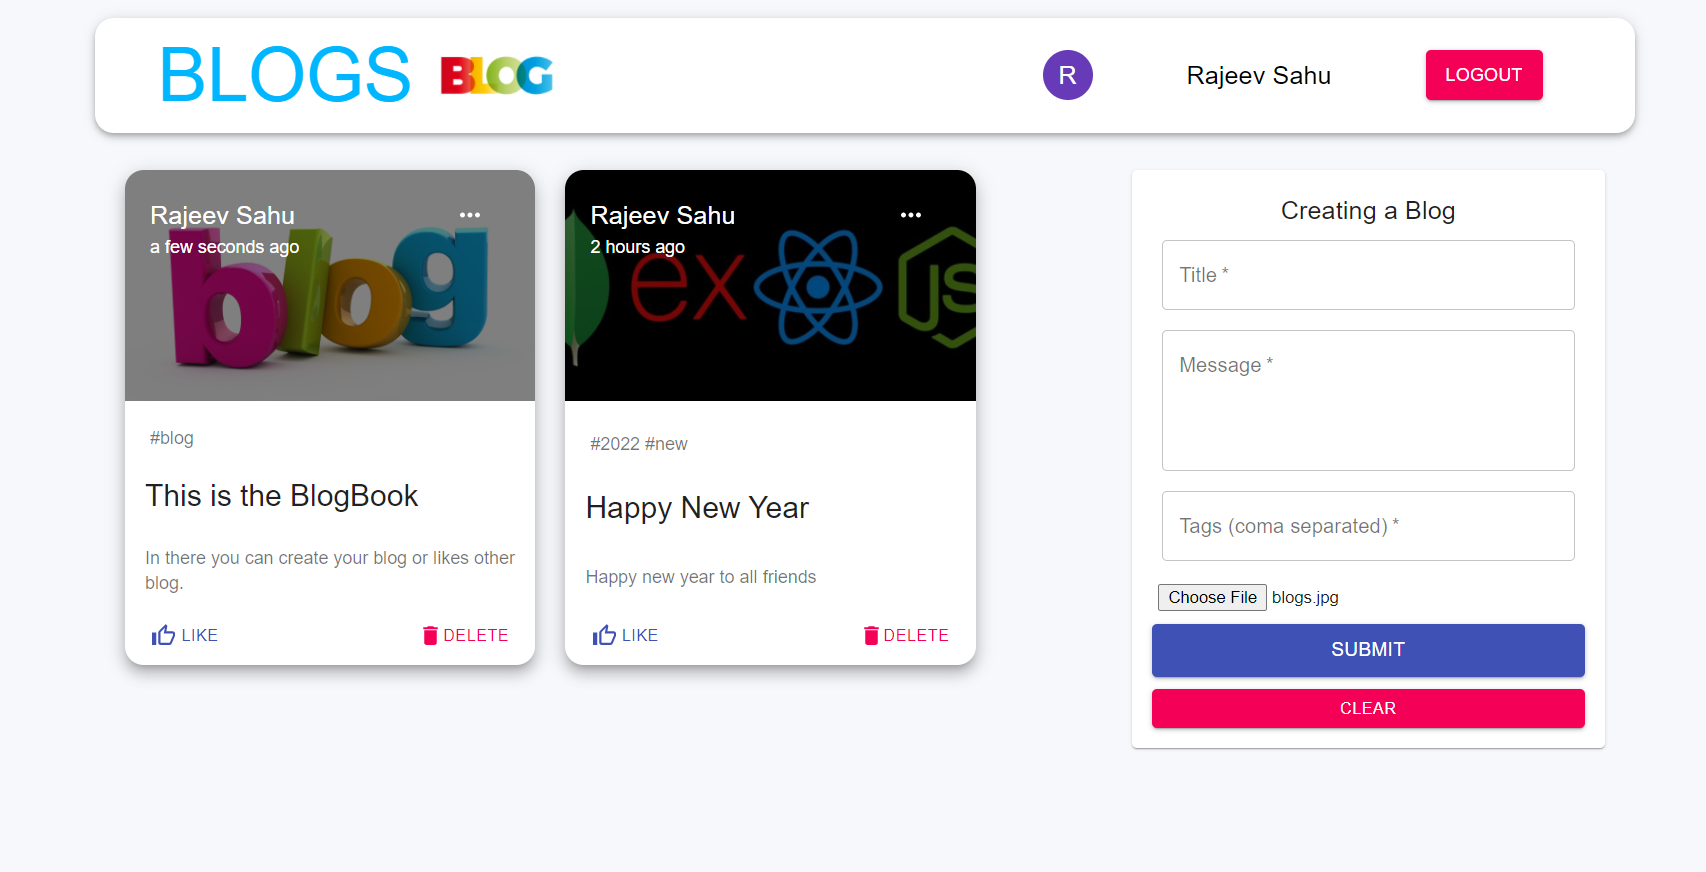 BLOGS BLOG
R
Rajeev Sahu
LOGOUT
Rajeev Sahu
a few seconds ago
blog
#blog
This is the BlogBook
In there you can create your blog or likes other
blog.
LIKE
DELETE
Rajeev Sahu
2 hours ago
ex
JS
#2022 #new
Happy New Year
Happy new year to all friends
LIKE
DELETE
Creating a Blog
Title *
Message *
Tags (coma separated) *
Choose File blogs.jpg
SUBMIT
CLEAR